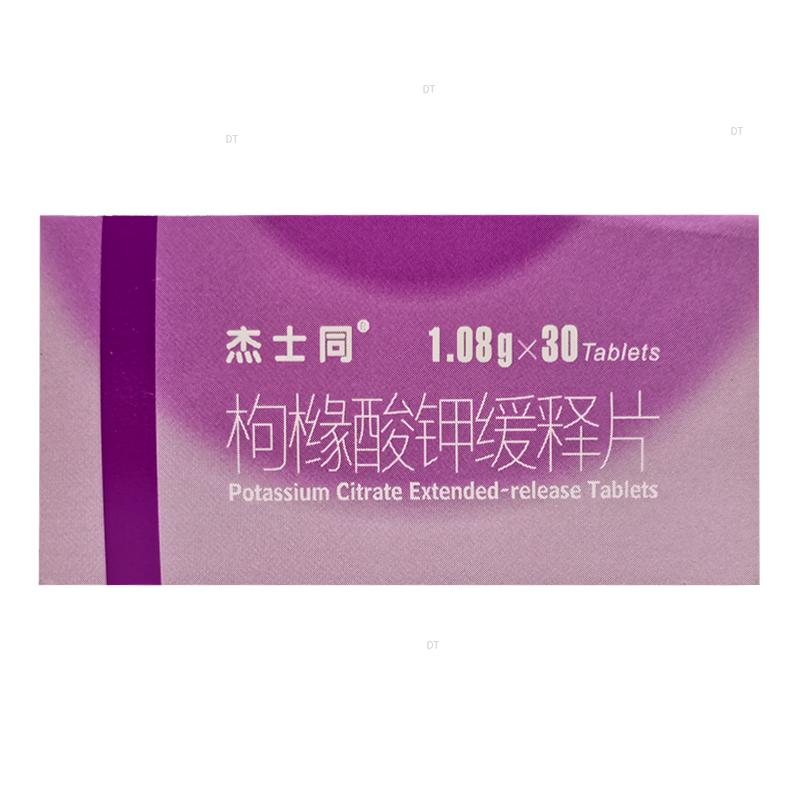 DT
DT
DT
杰士同® 1.08g×30Tablets
枸橼酸钾缓释片
Potassium Citrate Extended-release Tablets
DT